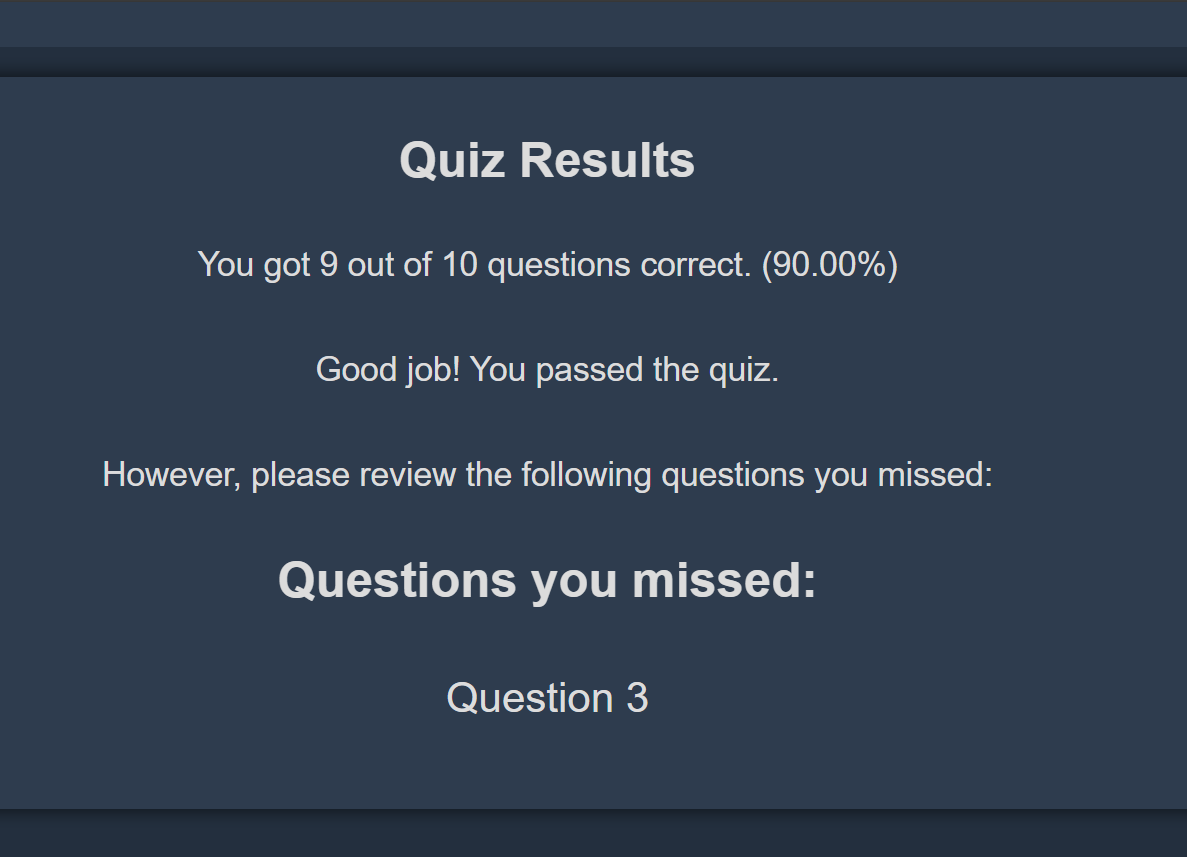 Quiz Results
You got 9 out of 10 questions correct. (90.00%)
Good job! You passed the quiz.
However, please review the following questions you missed:
Questions you missed:
Question 3